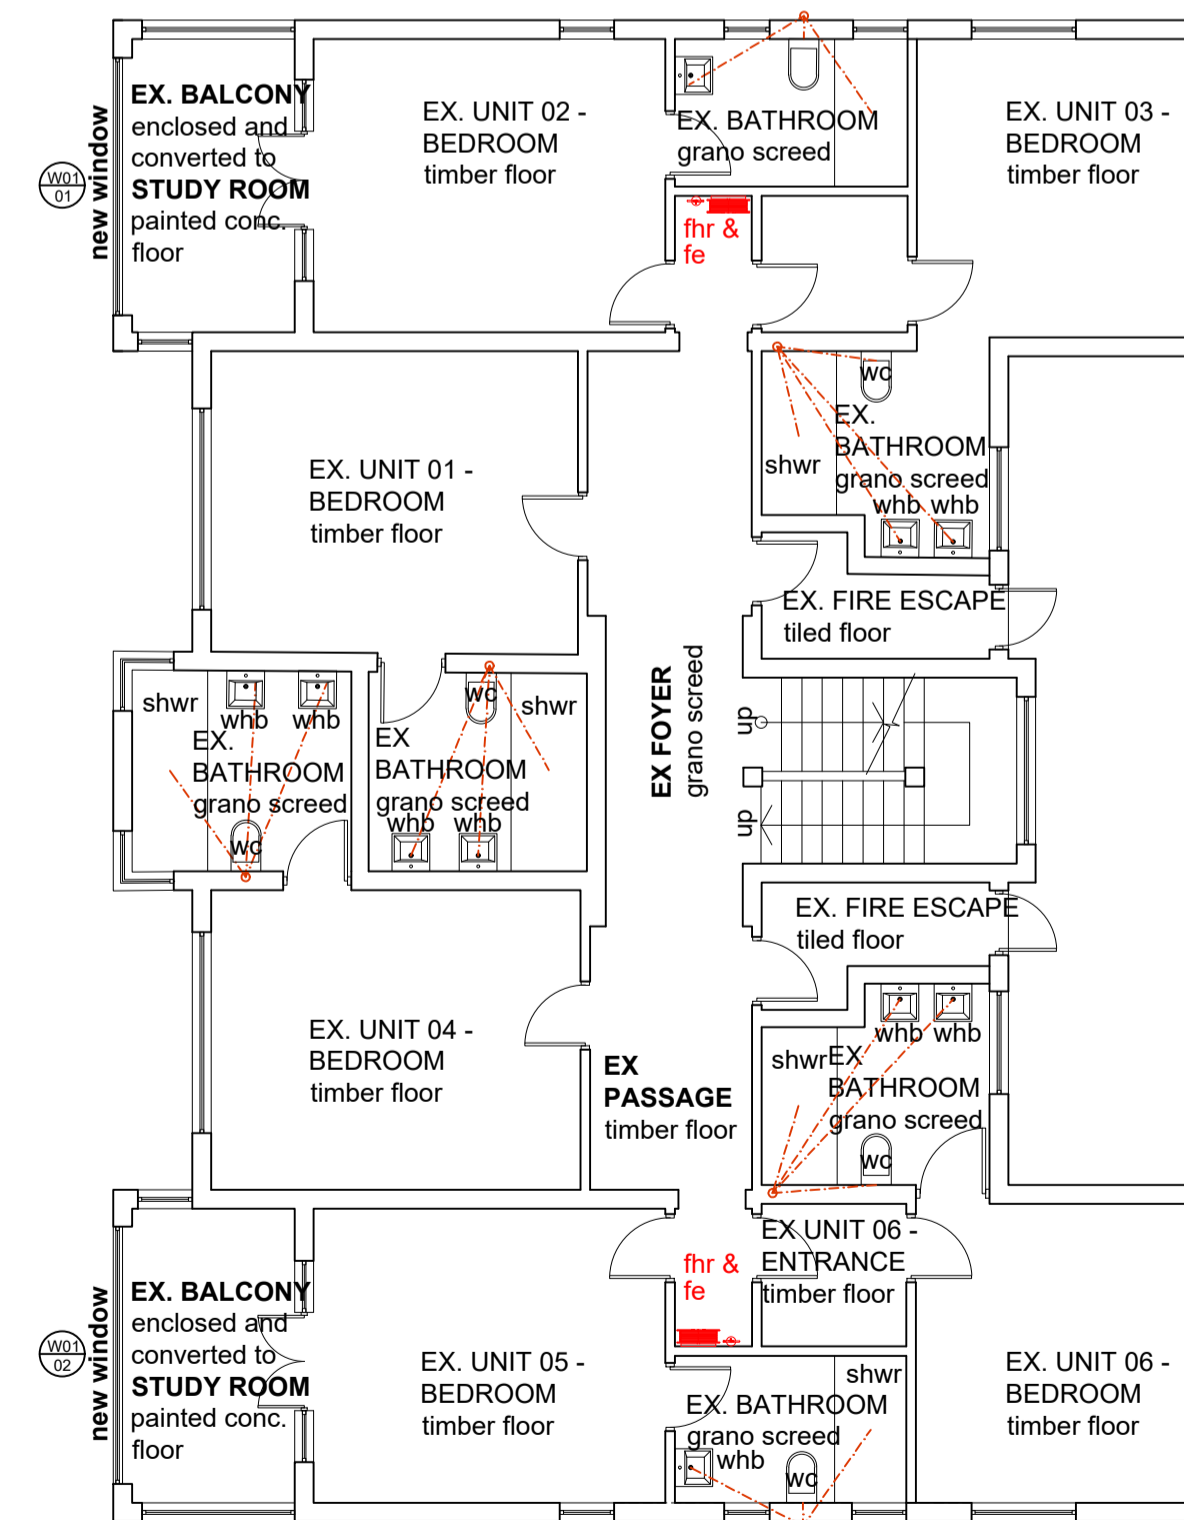 EX. BALCONY
enclosed and
converted to
STUDY ROOM
painted conc.
floor
new window
W01
01
EX. UNIT 02 -
BEDROOM
timber floor
EX. BATHROOM
grano screed
EX. UNIT 03 -
BEDROOM
timber floor
fhr &
fe
EX. UNIT 01 -
BEDROOM
timber floor
wc
EX.
BATHROOM
grano screed
shwr
whb whb
EX. FIRE ESCAPE
tiled floor
EX FOYER
grano screed
shwr
whb
whb
EX.
BATHROOM
grano screed
wc
wc
shwr
EX
BATHROOM
grano screed
whb
whb
dn
dn
EX. FIRE ESCAPE
tiled floor
EX. UNIT 04 -
BEDROOM
timber floor
EX
PASSAGE
timber floor
whb whb
shwr
EX
BATHROOM
grano screed
wc
EX UNIT 06 -
ENTRANCE
timber floor
fhr &
fe
EX. BALCONY
enclosed and
converted to
STUDY ROOM
painted conc.
floor
new window
W01
02
EX. UNIT 05 -
BEDROOM
timber floor
shwr
EX. BATHROOM
grano screed
whb
wc
EX. UNIT 06 -
BEDROOM
timber floor